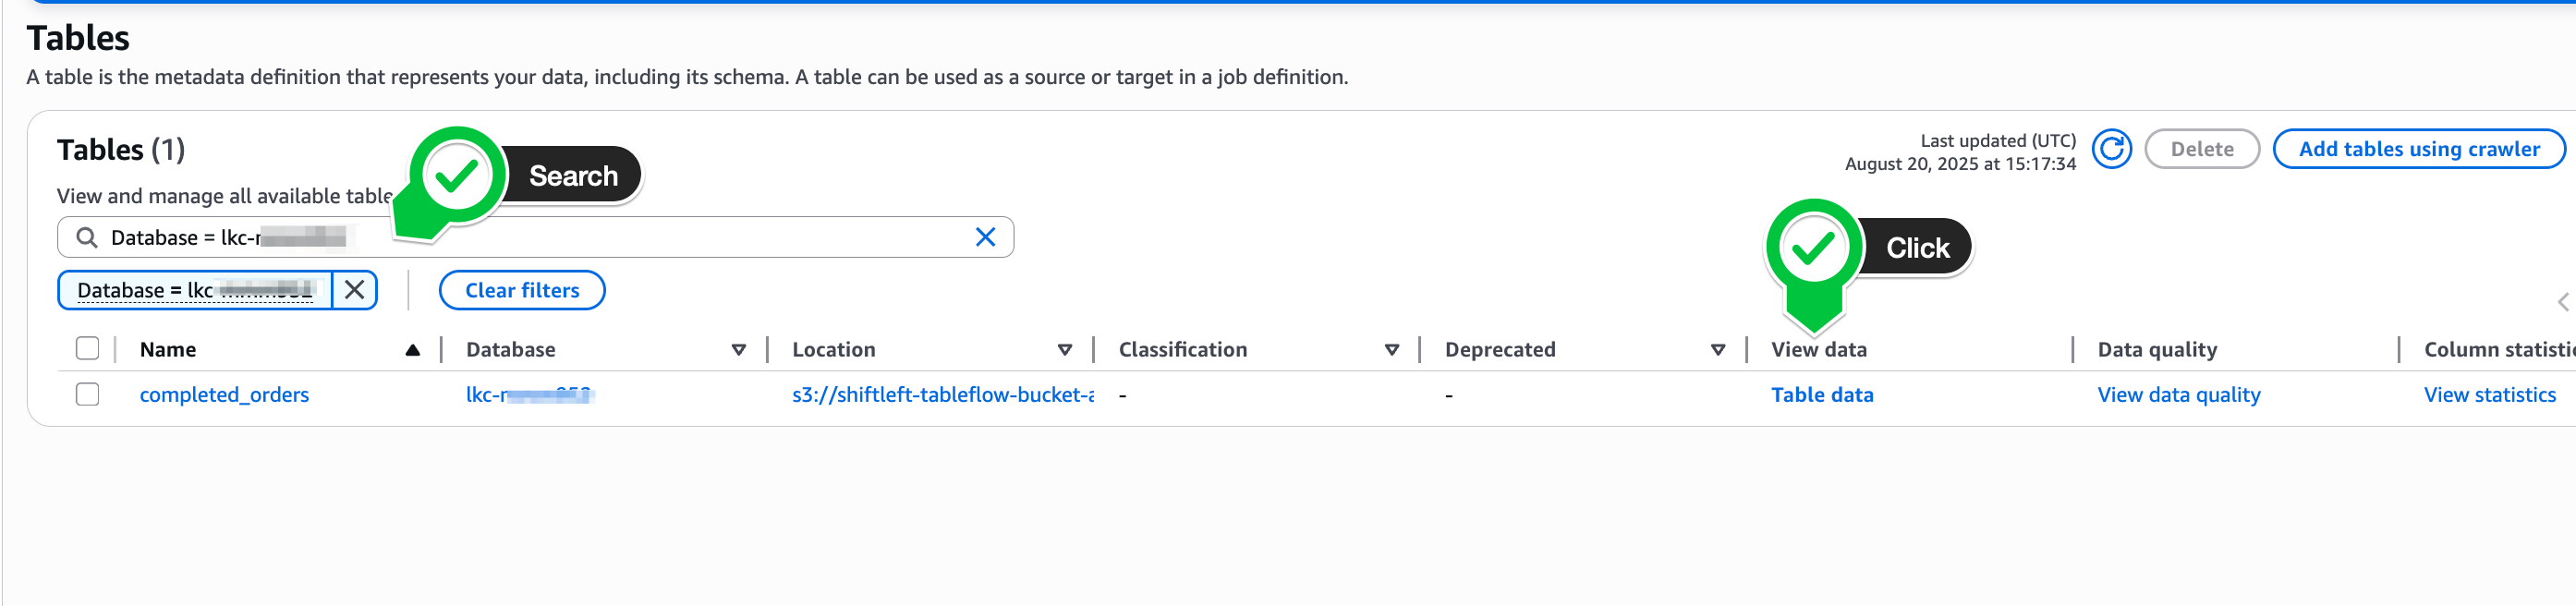 Tables
A table is the metadata definition that represents your data, including its schema. A table can be used as a source or target in a job definition.
Tables (1)
Last updated (UTC)
August 20, 2025 at 15:17:34
Delete
Add tables using crawler
Search
View and manage all available table
Database = lkc-
Click
Database = lkc
Clear filters
Name Database Location Classification Deprecated View data Data quality Column statisti
completed_orders lkc- s3://shiftleft-tableflow-bucket-a - - Table data View data quality View statistics